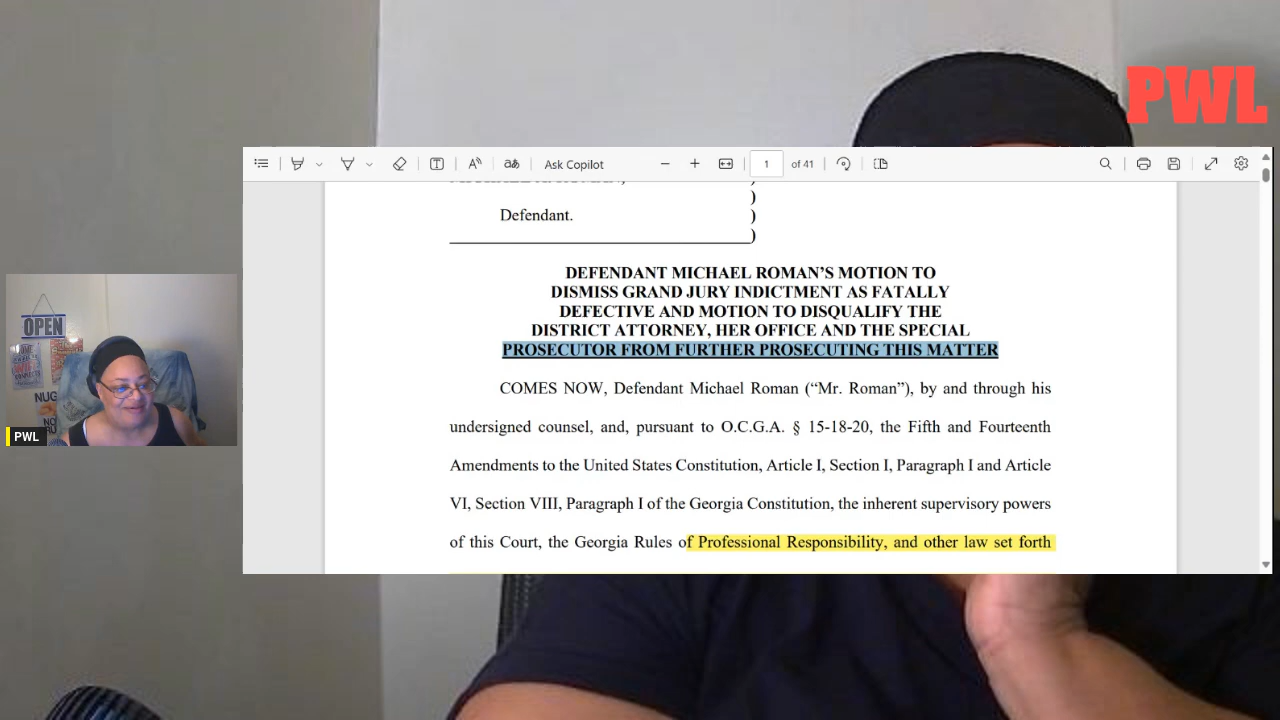 PWL
Ask Copilot
1 of 41
)
Defendant. )
)
DEFENDANT MICHAEL ROMAN'S MOTION TO
DISMISS GRAND JURY INDICTMENT AS FATALLY
DEFECTIVE AND MOTION TO DISQUALIFY THE
DISTRICT ATTORNEY, HER OFFICE AND THE SPECIAL
PROSECUTOR FROM FURTHER PROSECUTING THIS MATTER
COMES NOW, Defendant Michael Roman (“Mr. Roman”), by and through his
undersigned counsel, and, pursuant to O.C.G.A. § 15-18-20, the Fifth and Fourteenth
Amendments to the United States Constitution, Article I, Section I, Paragraph I and Article
VI, Section VIII, Paragraph I of the Georgia Constitution, the inherent supervisory powers
of this Court, the Georgia Rules of Professional Responsibility, and other law set forth
OPEN
NUG
NO
PWL